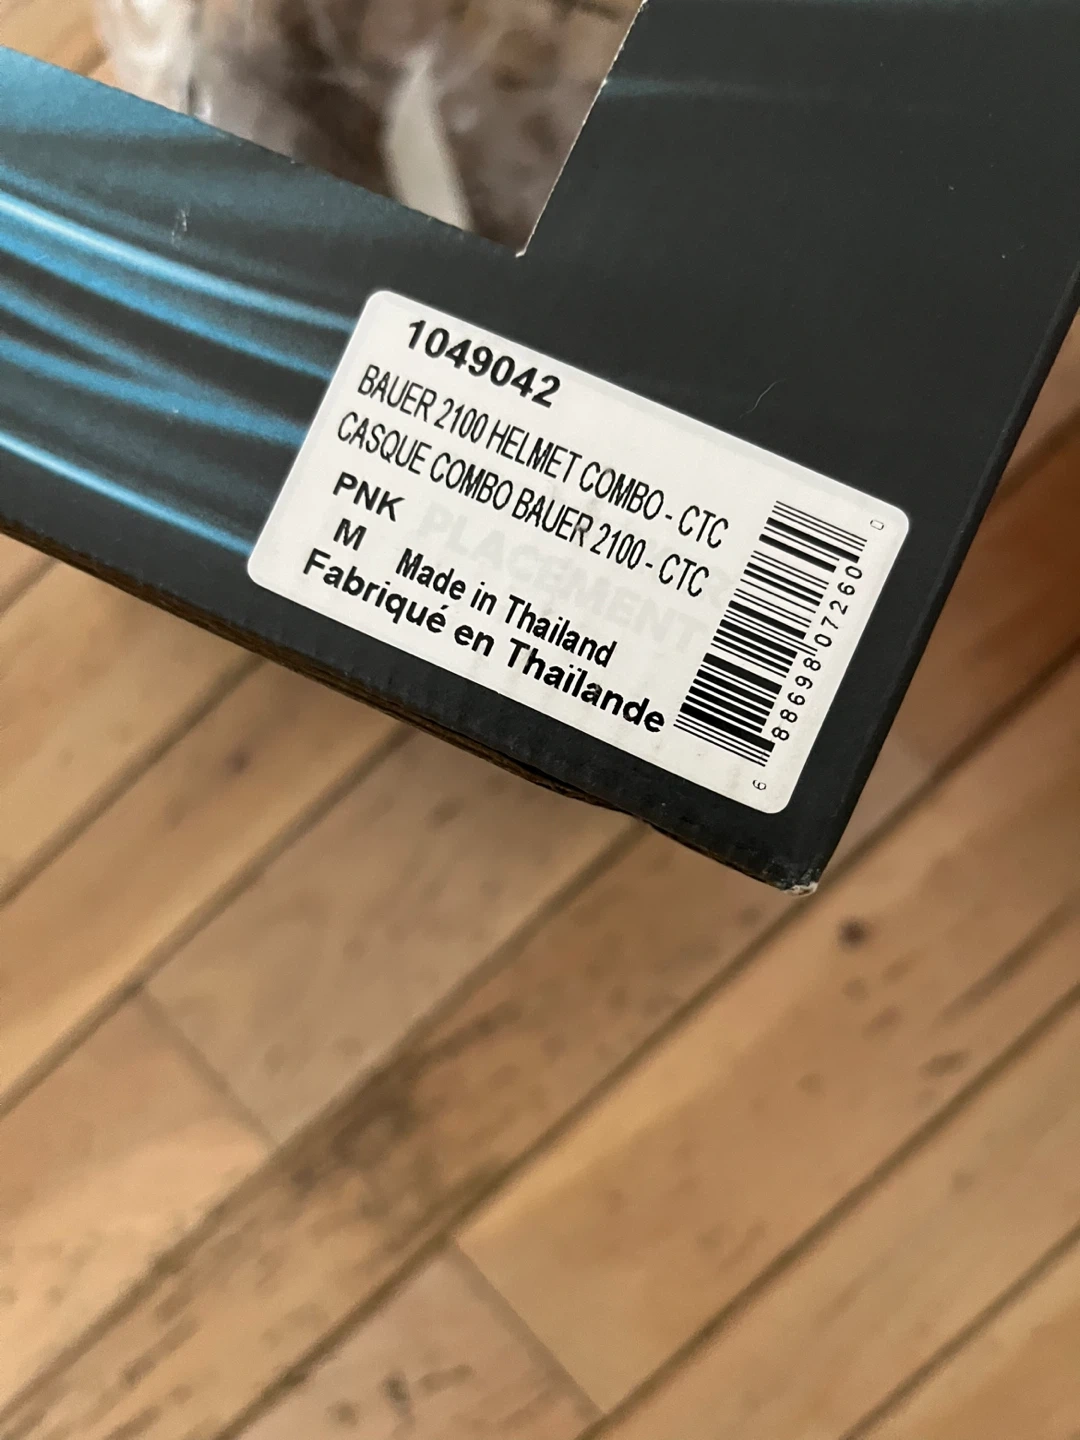 1049042
BAUER 2100 HELMET COMBO - CTC
CASQUE COMBO BAUER 2100 - CTC
PNK
M Made in Thailand
Fabriqué en Thaïlande
PLACEMENT
6 88698 07260 0